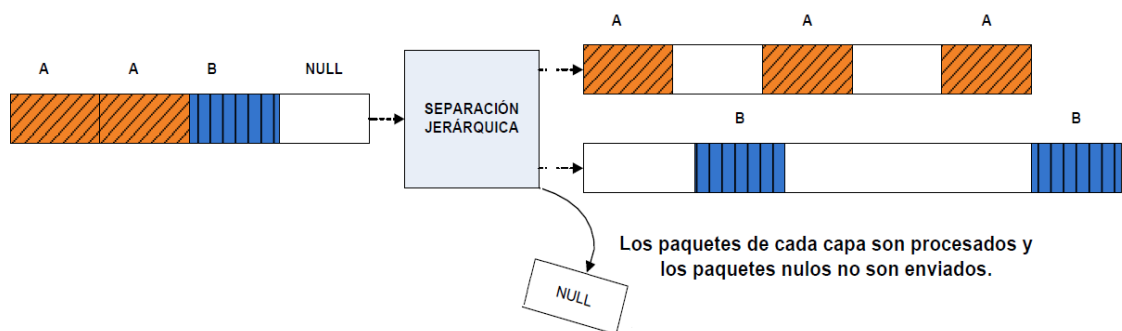 A A A
A A B NULL
SEPARACIÓN
JERÁRQUICA
B B
Los paquetes de cada capa son procesados y
los paquetes nulos no son enviados.
NULL